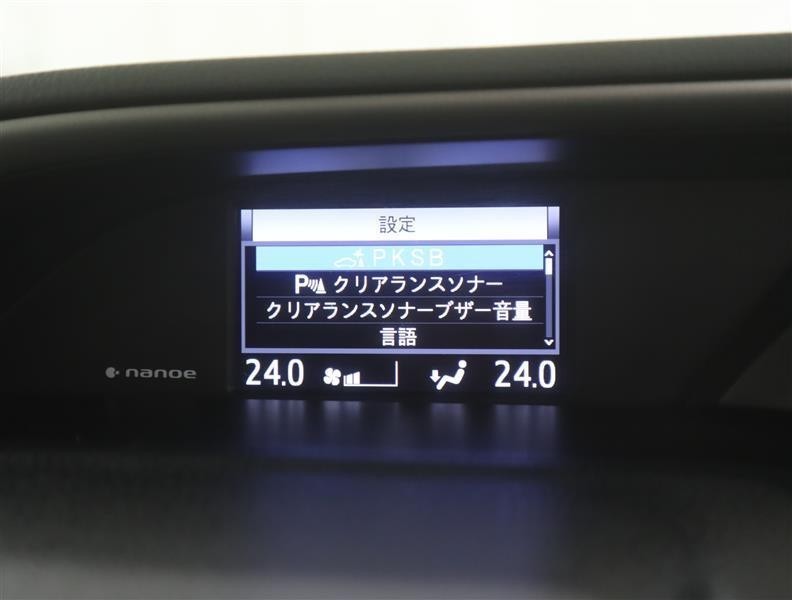 設定
PKSB
P クリアランスソナー
クリアランスソナーブザー音量
言語
nanoe
24.0 24.0